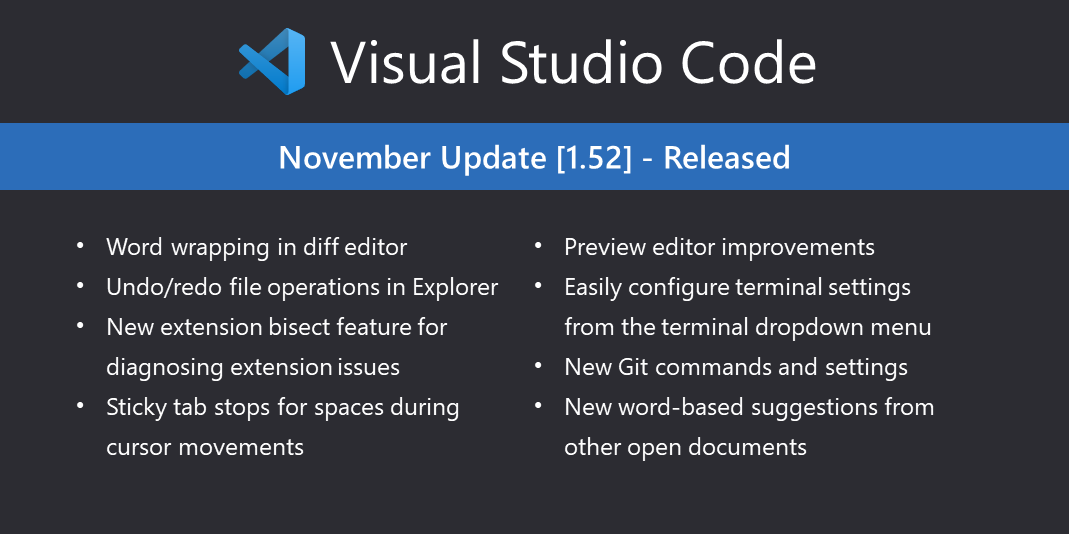 Visual Studio Code
November Update [1.52] - Released
• Word wrapping in diff editor
• Undo/redo file operations in Explorer
• New extension bisect feature for
diagnosing extension issues
• Sticky tab stops for spaces during
cursor movements
• Preview editor improvements
• Easily configure terminal settings
from the terminal dropdown menu
• New Git commands and settings
• New word-based suggestions from
other open documents